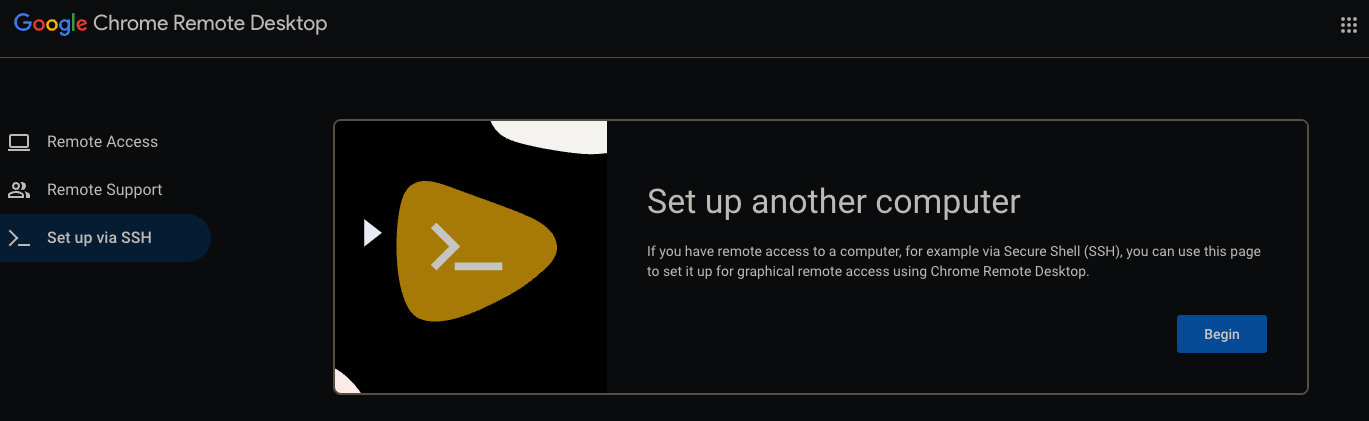 Google Chrome Remote Desktop
Remote Access
Remote Support
Set up via SSH
Set up another computer
If you have remote access to a computer, for example via Secure Shell (SSH), you can use this page
to set it up for graphical remote access using Chrome Remote Desktop.
Begin